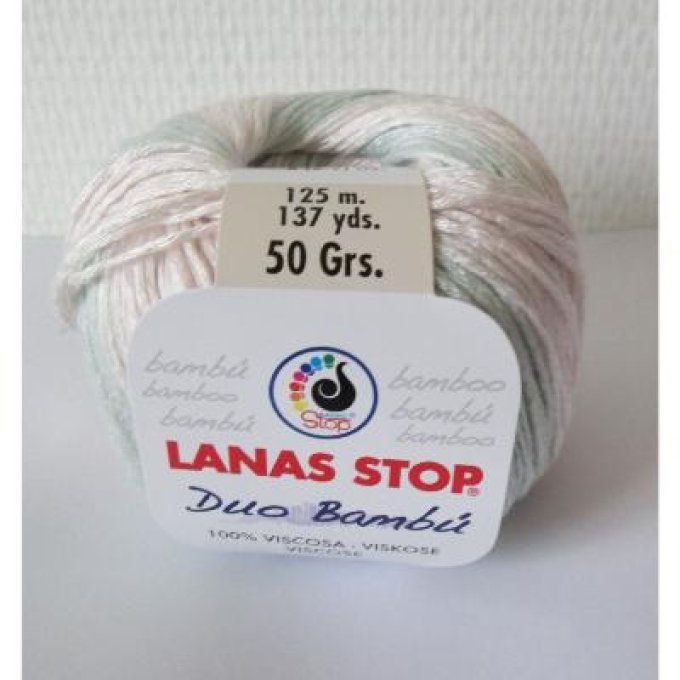 125 m.
137 yds.
50 Grs.
bambú
bamboo
bambú
bamboo
bambú
bamboo
Stop
LANAS STOP®
Duo Bambú
100% VISCOSA - VISKOSE
VISCOSE